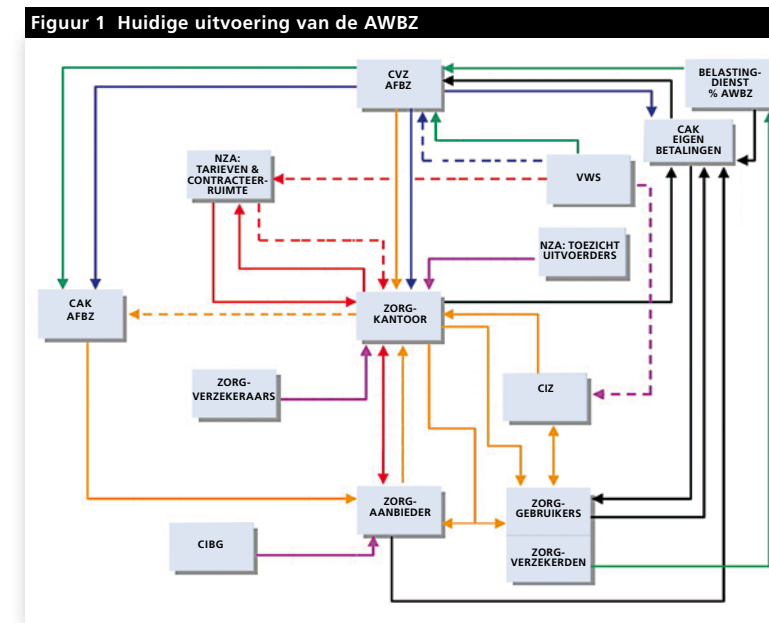 Figuur 1 Huidige uitvoering van de AWBZ
CVZ
AFBZ
BELASTING-
DIENST
% AWBZ
CAK
EIGEN
BETALINGEN
NZA:
TARIEVEN &
CONTRACTEER-
RUIMTE
VWS
NZA: TOEZICHT
UITVOERDERS
CAK
AFBZ
ZORG-
KANTOOR
ZORG-
VERZEKERAARS
CIZ
ZORG-
AANBIEDER
ZORG-
GEBRUIKERS
CIBG
ZORG-
VERZEKERDEN